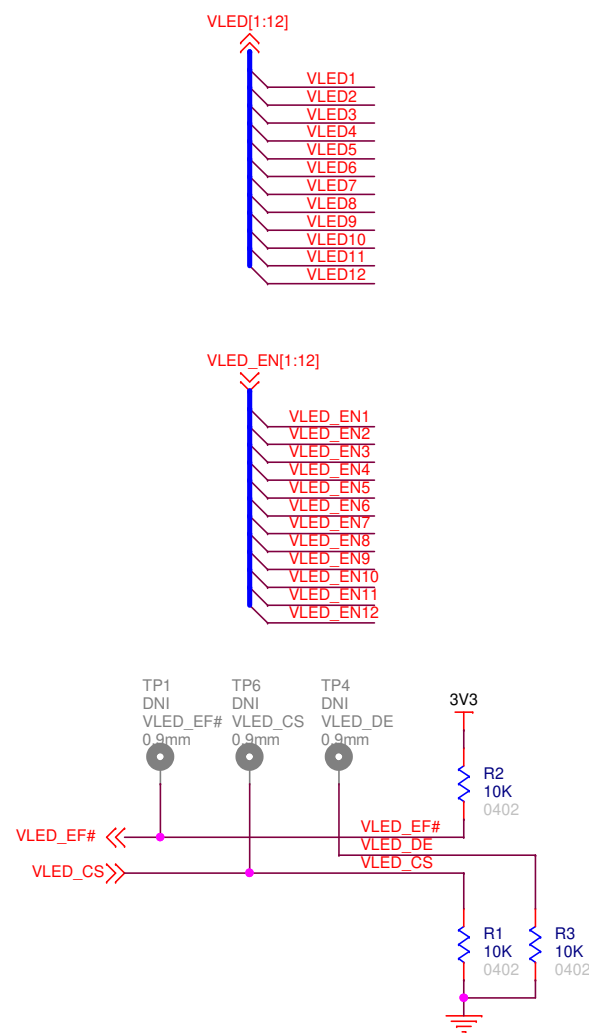 VLED[1:12]
VLED1
VLED2
VLED3
VLED4
VLED5
VLED6
VLED7
VLED8
VLED9
VLED10
VLED11
VLED12
VLED_EN[1:12]
VLED_EN1
VLED_EN2
VLED_EN3
VLED_EN4
VLED_EN5
VLED_EN6
VLED_EN7
VLED_EN8
VLED_EN9
VLED_EN10
VLED_EN11
VLED_EN12
TP1
DNI
VLED_EF#
0.9mm
TP6
DNI
VLED_CS
0.9mm
TP4
DNI
VLED_DE
0.9mm
3V3
R2
10K
0402
VLED_EF#
VLED_EF#
VLED_DE
VLED_CS
VLED_CS
R1
10K
0402
R3
10K
0402